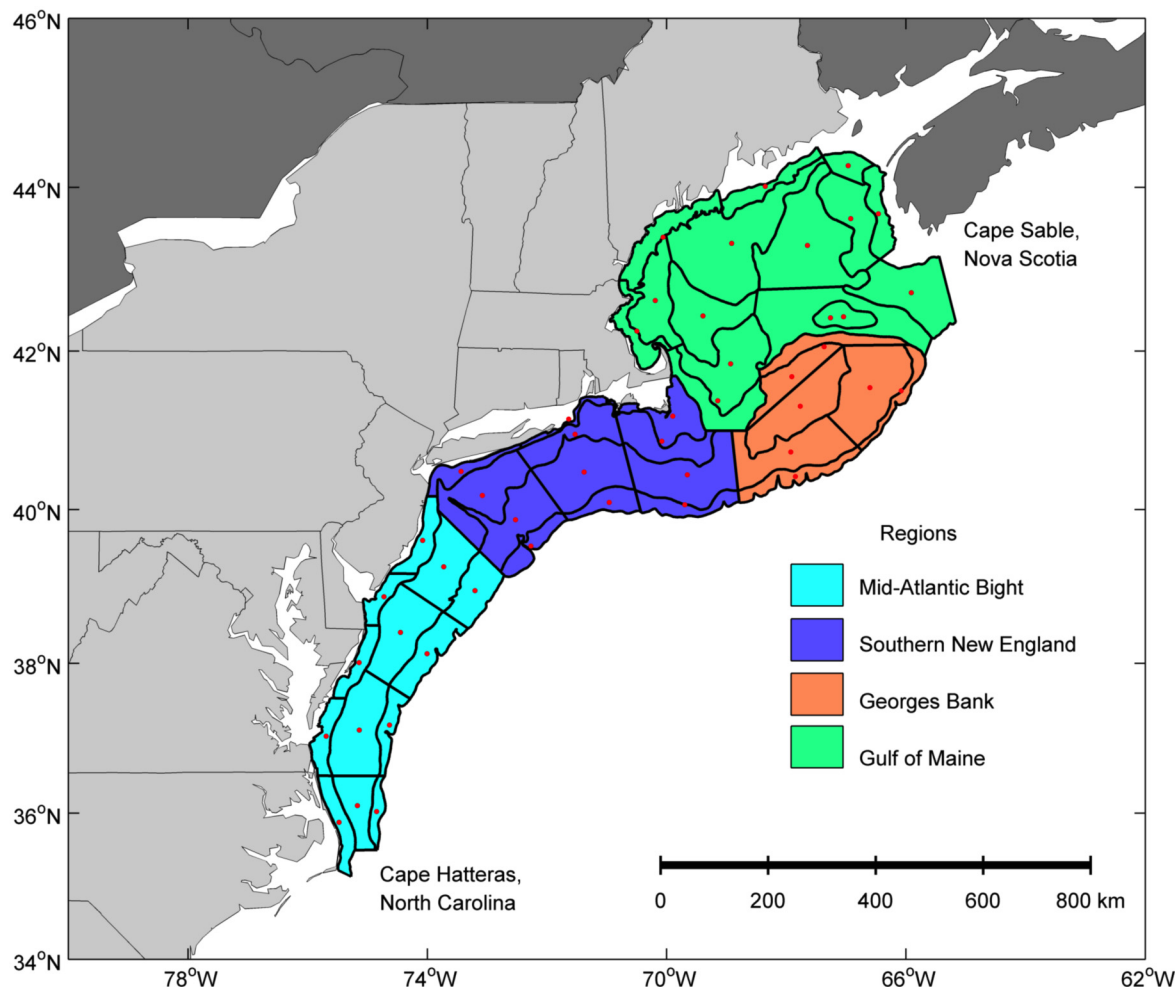 46°N
44°N
42°N
40°N
38°N
36°N
34°N
78°W
74°W
70°W
66°W
62°W
Cape Sable,
Nova Scotia
Regions
Mid-Atlantic Bight
Southern New England
Georges Bank
Gulf of Maine
Cape Hatteras,
North Carolina
0 200 400 600 800 km